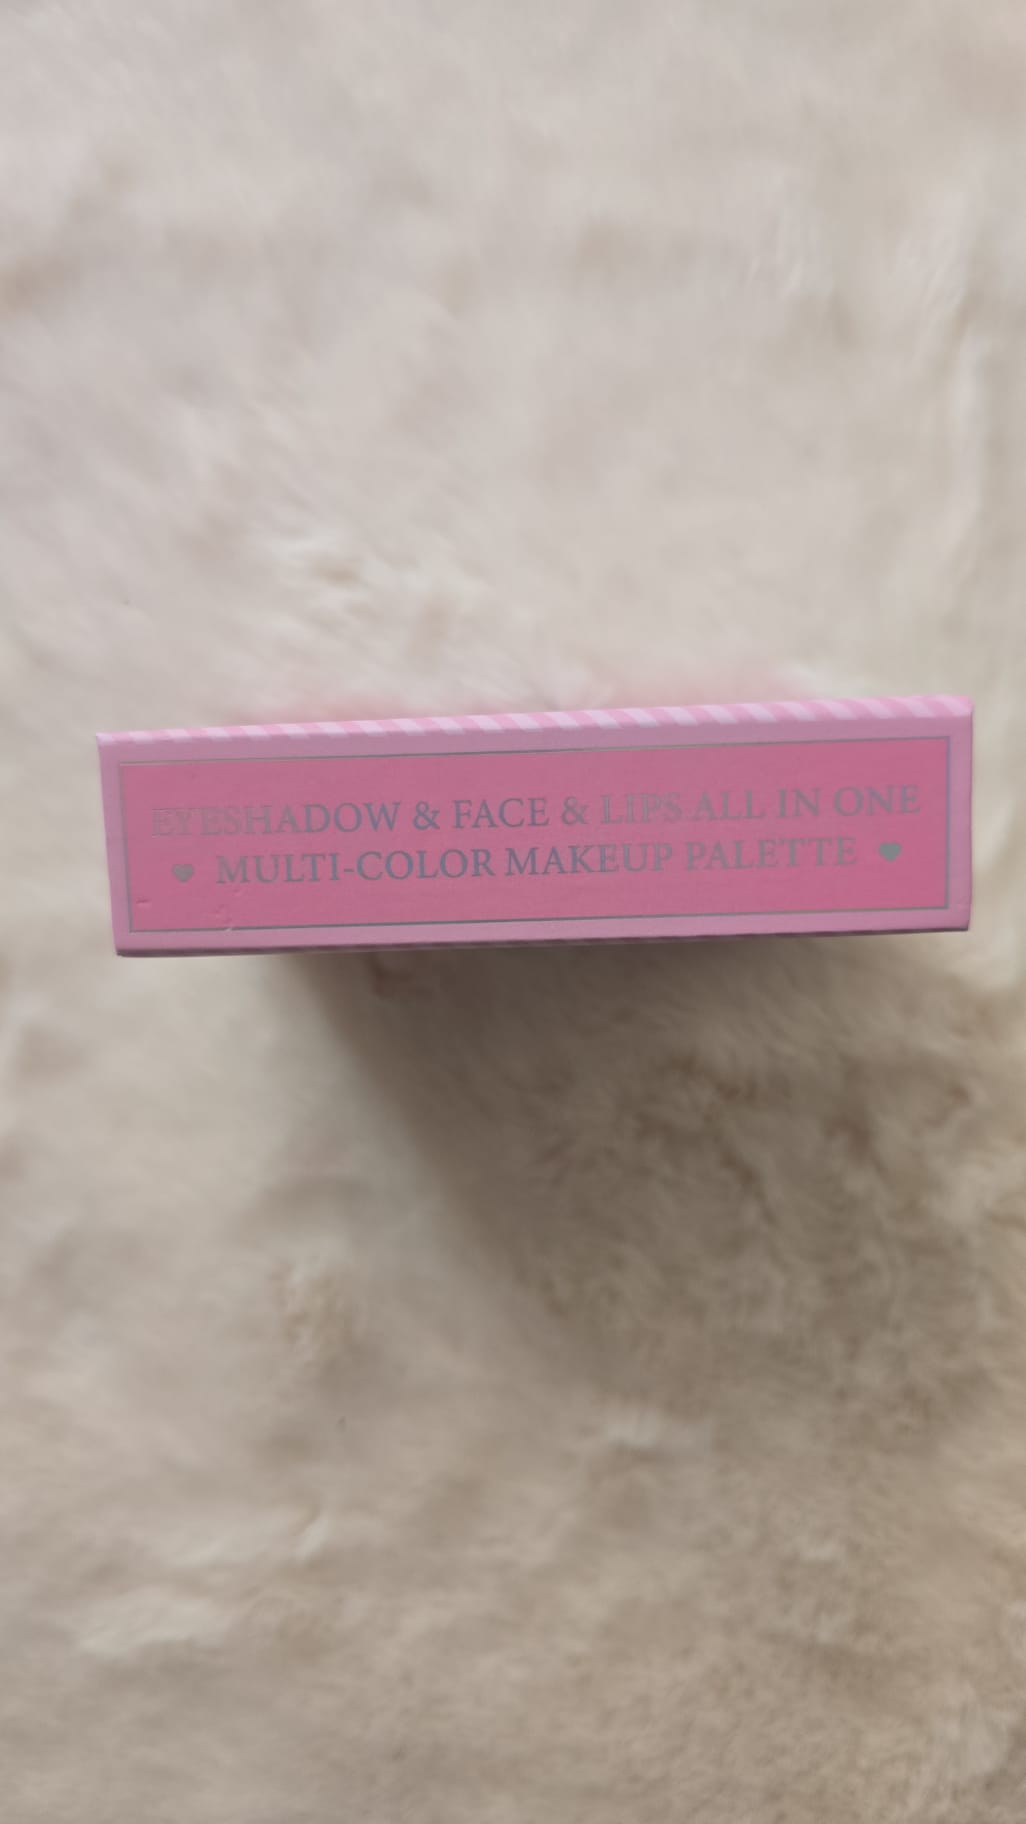 EYESHADOW & FACE & LIPS ALL IN ONE
♥ MULTI-COLOR MAKEUP PALETTE ♥